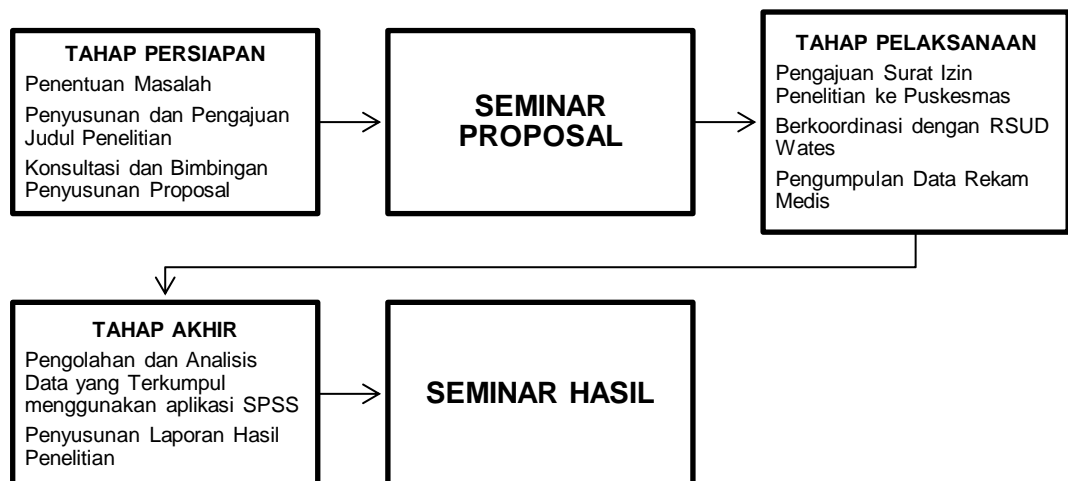 TAHAP PERSIAPAN
Penentuan Masalah
Penyusunan dan Pengajuan
Judul Penelitian
Konsultasi dan Bimbingan
Penyusunan Proposal
SEMINAR
PROPOSAL
TAHAP PELAKSANAAN
Pengajuan Surat Izin
Penelitian ke Puskesmas
Berkoordinasi dengan RSUD
Wates
Pengumpulan Data Rekam
Medis
TAHAP AKHIR
Pengolahan dan Analisis
Data yang Terkumpul
menggunakan aplikasi SPSS
Penyusunan Laporan Hasil
Penelitian
SEMINAR HASIL